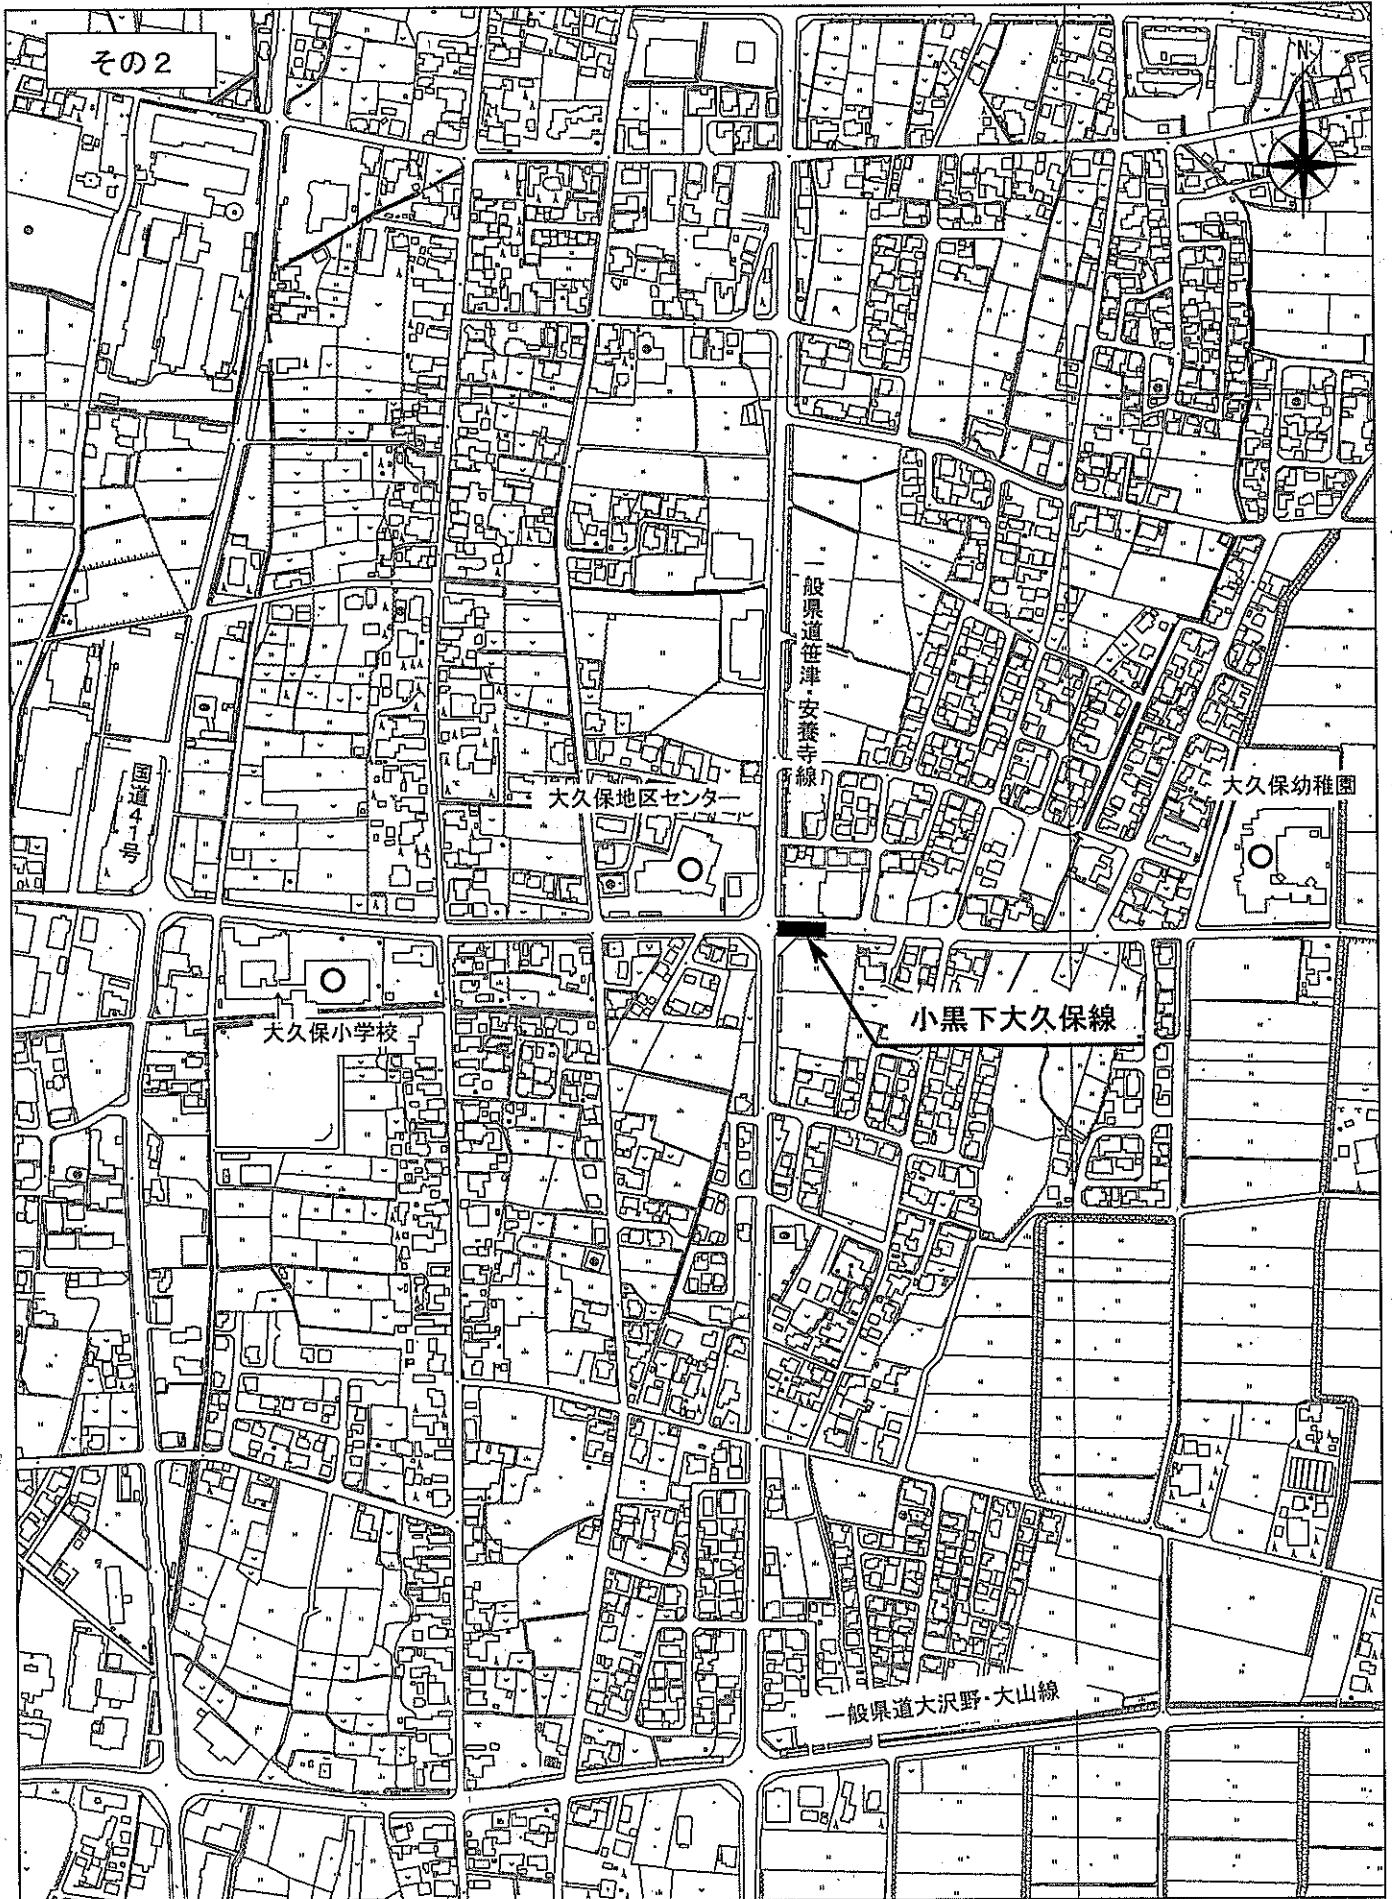 その2
N
一般県道笹津・安養寺線
国道41号
大久保地区センター
大久保幼稚園
小黒下大久保線
大久保小学校
一般県道大沢野・大山線